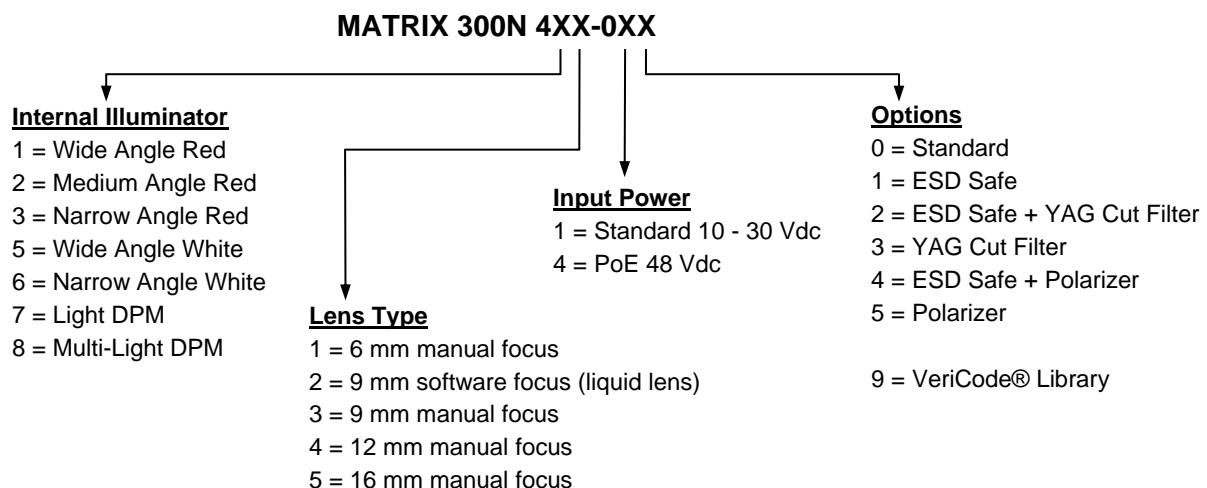 MATRIX 300N 4XX-0XX
Internal Illuminator
1 = Wide Angle Red
2 = Medium Angle Red
3 = Narrow Angle Red
5 = Wide Angle White
6 = Narrow Angle White
7 = Light DPM
8 = Multi-Light DPM
Lens Type
1 = 6 mm manual focus
2 = 9 mm software focus (liquid lens)
3 = 9 mm manual focus
4 = 12 mm manual focus
5 = 16 mm manual focus
Input Power
1 = Standard 10 - 30 Vdc
4 = PoE 48 Vdc
Options
0 = Standard
1 = ESD Safe
2 = ESD Safe + YAG Cut Filter
3 = YAG Cut Filter
4 = ESD Safe + Polarizer
5 = Polarizer
9 = VeriCode® Library